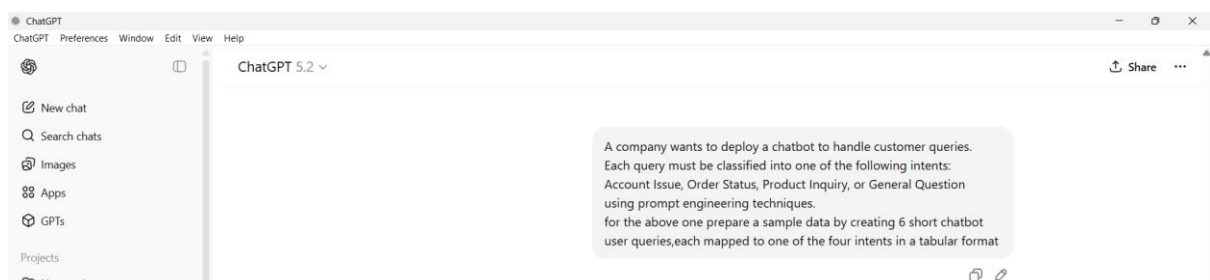 ChatGPT
ChatGPT Preferences Window Edit View Help
ChatGPT 5.2
Share
New chat
Search chats
Images
Apps
GPTs
Projects
A company wants to deploy a chatbot to handle customer queries.
Each query must be classified into one of the following intents:
Account Issue, Order Status, Product Inquiry, or General Question
using prompt engineering techniques.
for the above one prepare a sample data by creating 6 short chatbot
user queries,each mapped to one of the four intents in a tabular format